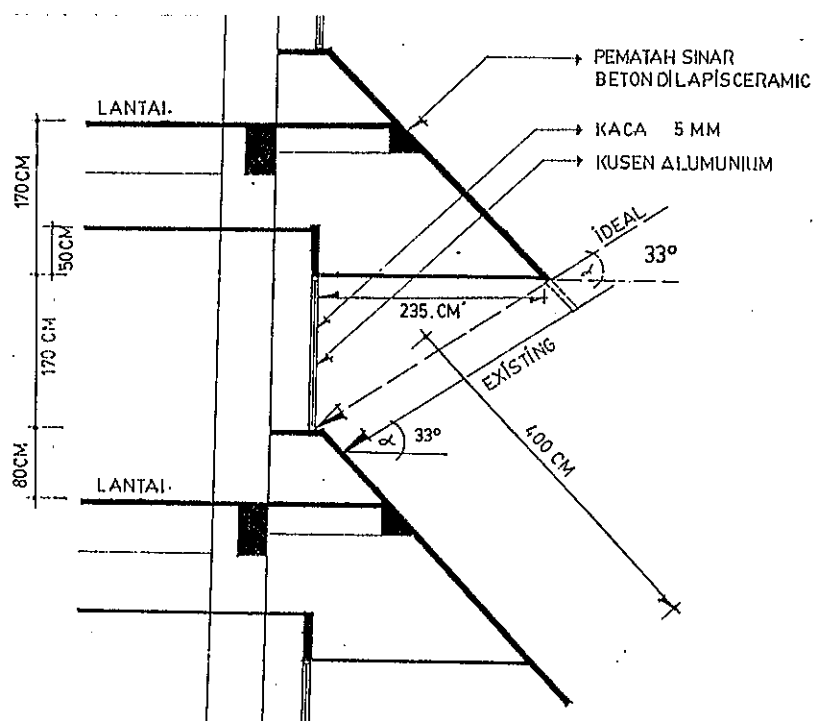 PEMATAH SINAR
BETON DILAPIS CERAMIC
LANTAI.
KACA 5 MM
KUSEN ALUMUNIUM
170CM
50CM
IDEAL
α
33°
235. CM
170 CM
EXISTING
α
33°
400 CM
80CM
LANTAI.